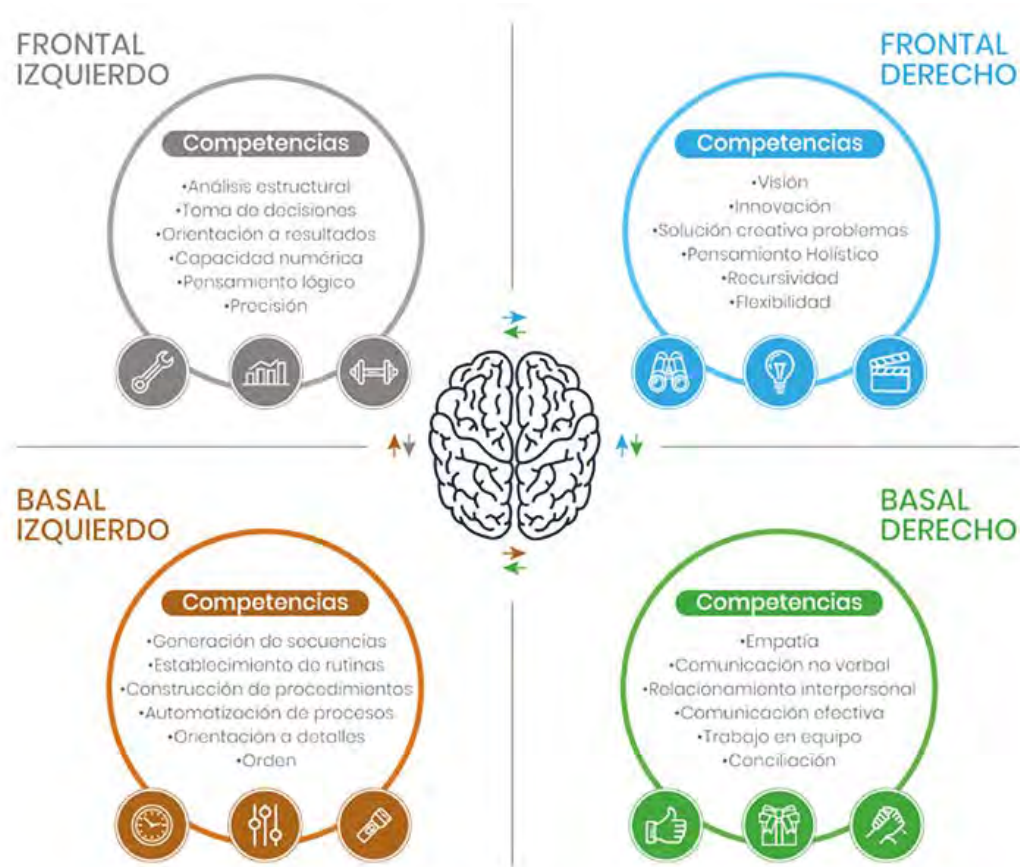 FRONTAL
IZQUIERDO
Competencias
•Análisis estructural
•Toma de decisiones
•Orientación a resultados
•Capacidad numérica
•Pensamiento lógico
•Precisión
FRONTAL
DERECHO
Competencias
•Visión
•Innovación
•Solución creativa problemas
•Pensamiento Holístico
•Recursividad
•Flexibilidad
BASAL
IZQUIERDO
Competencias
•Generación de secuencias
•Establecimiento de rutinas
•Construcción de procedimientos
•Automatización de procesos
•Orientación a detalles
•Orden
BASAL
DERECHO
Competencias
•Empatía
•Comunicación no verbal
•Relacionamiento interpersonal
•Comunicación efectiva
•Trabajo en equipo
•Conciliación